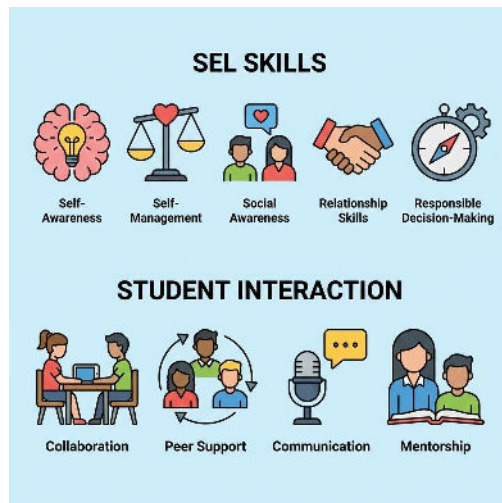 SEL SKILLS
Self-
Awareness
Self-
Management
Social
Awareness
Relationship
Skills
Responsible
Decision-Making
STUDENT INTERACTION
Collaboration
Peer Support
Communication
Mentorship